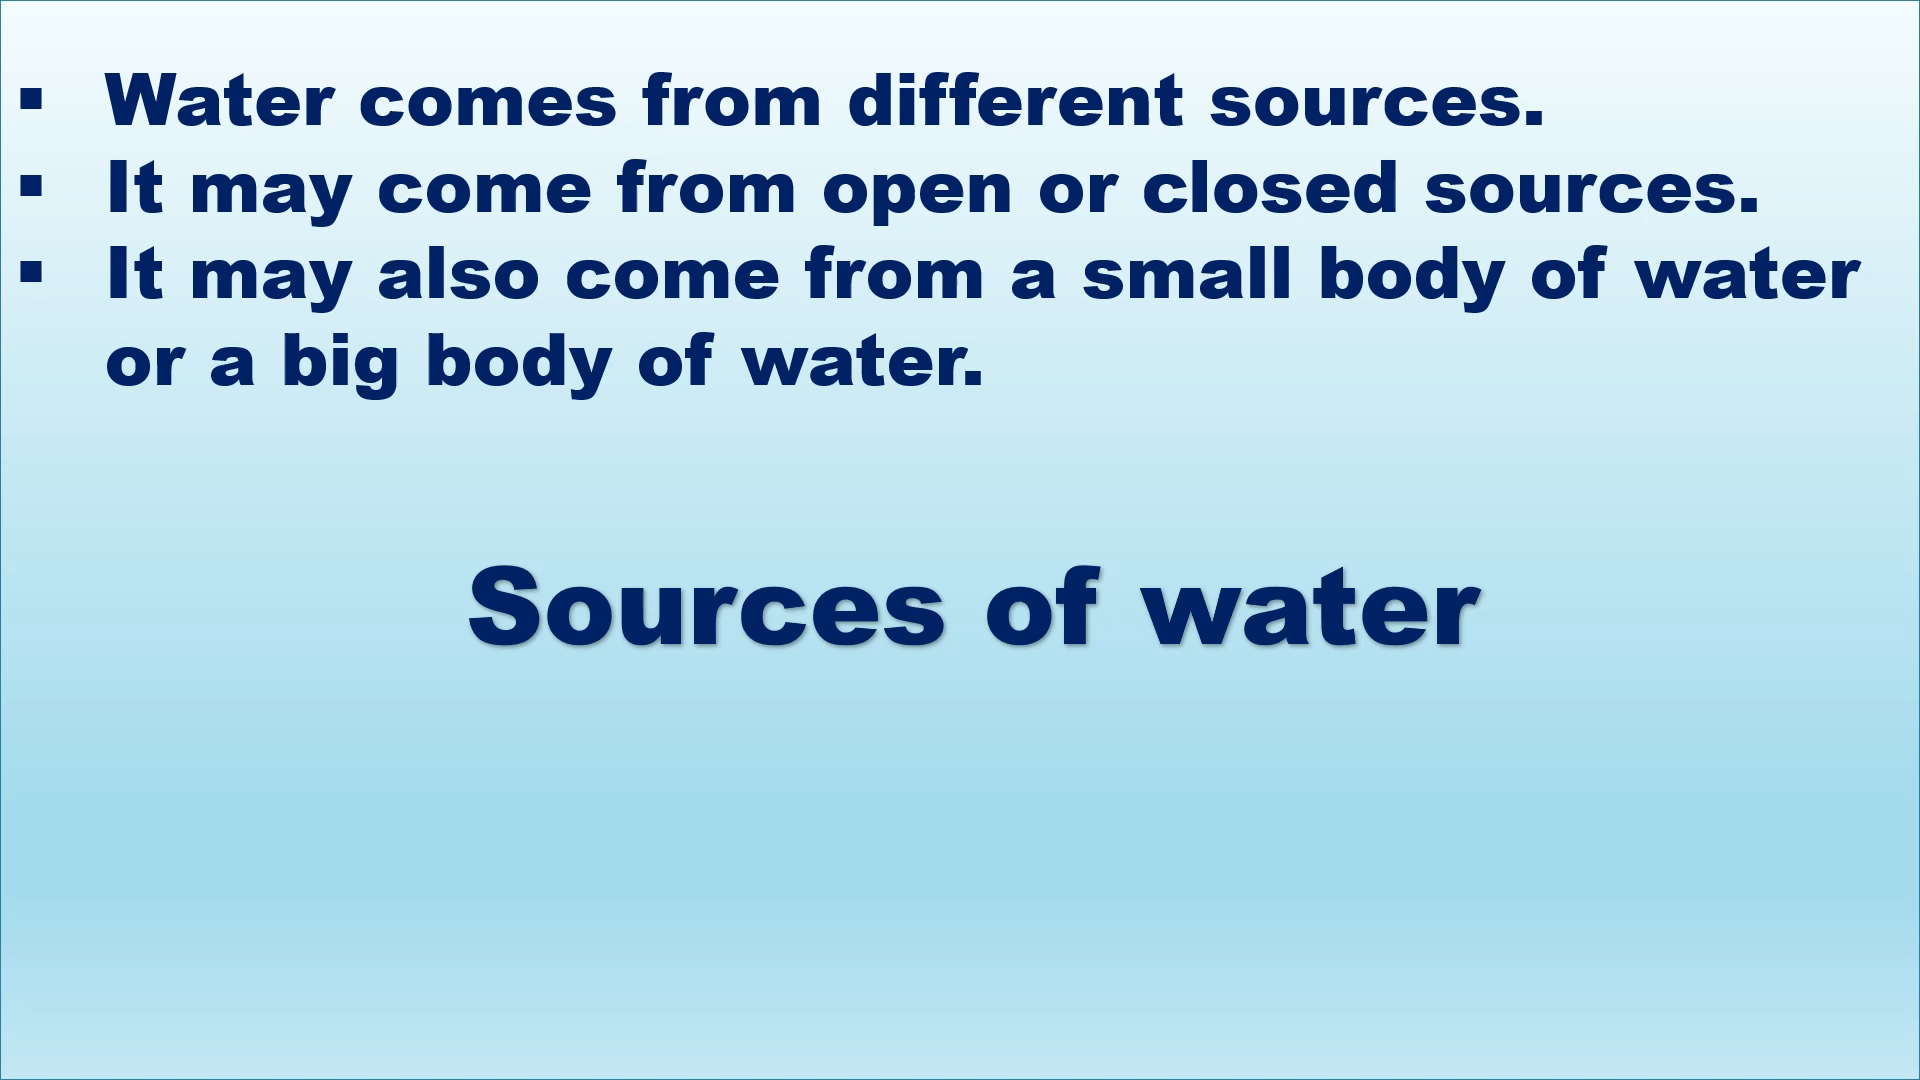 ▪ Water comes from different sources.
▪ It may come from open or closed sources.
▪ It may also come from a small body of water
or a big body of water.
Sources of water